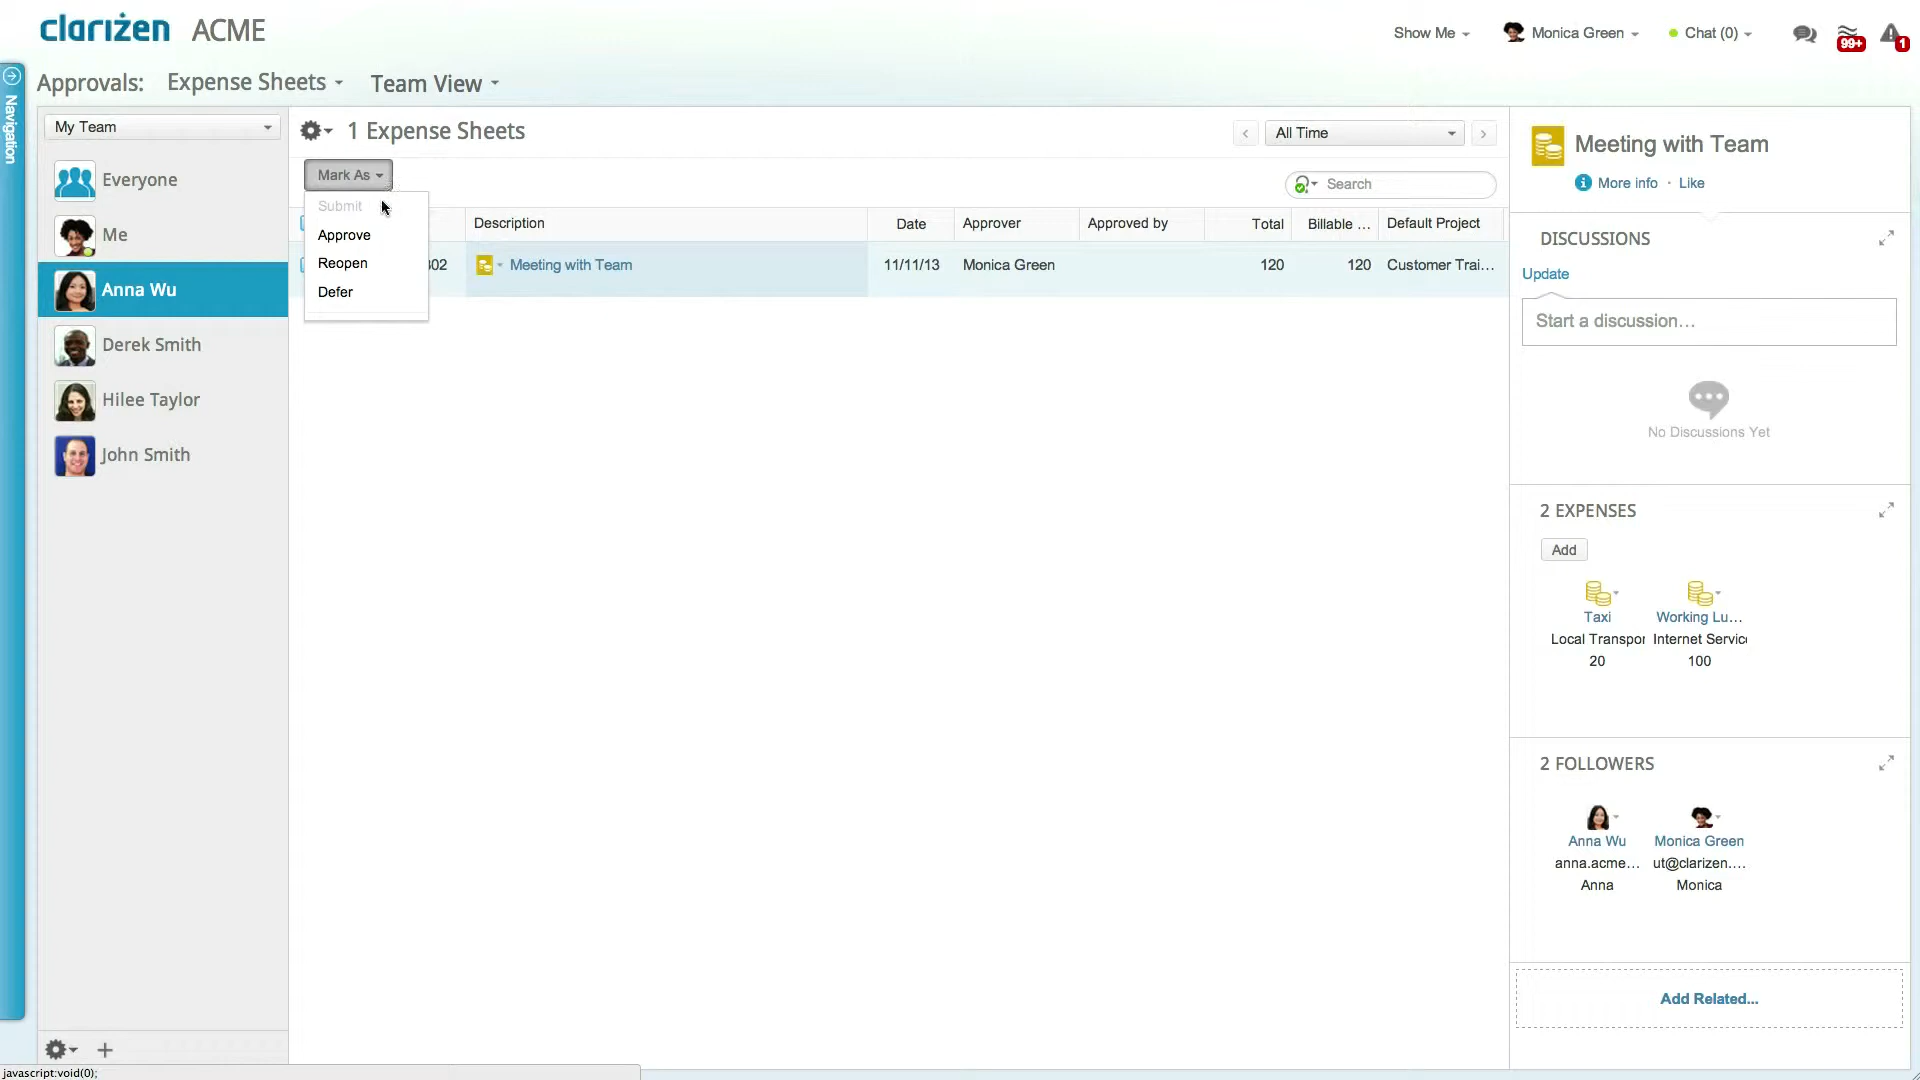 clarizen ACME
Show Me
Monica Green
Chat (0)
99+
1
Navigation
Approvals: Expense Sheets Team View
My Team
Everyone
Me
Anna Wu
Derek Smith
Hilee Taylor
John Smith
1 Expense Sheets
All Time
Mark As
Search
Submit
Approve
Reopen
Defer
Description Date Approver Approved by Total Billable ... Default Project
02 Meeting with Team 11/11/13 Monica Green 120 120 Customer Trai...
Meeting with Team
More info · Like
DISCUSSIONS
Update
Start a discussion...
No Discussions Yet
2 EXPENSES
Add
Taxi Working Lu...
Local Transpor Internet Servic
20 100
2 FOLLOWERS
Anna Wu Monica Green
anna.acme... ut@clarizen....
Anna Monica
Add Related...
javascript:void(0);